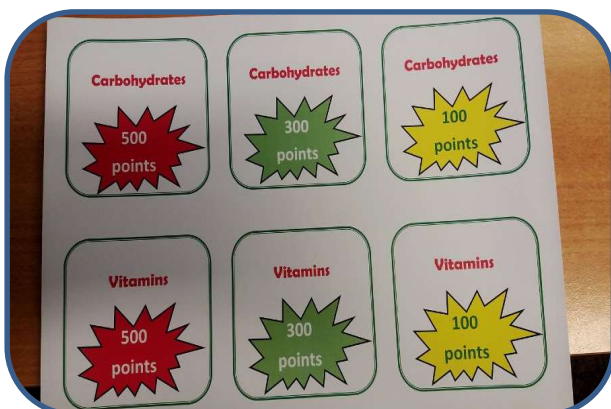 Carbohydrates
500
points
Carbohydrates
300
points
Carbohydrates
100
points
Vitamins
500
points
Vitamins
300
points
Vitamins
100
points